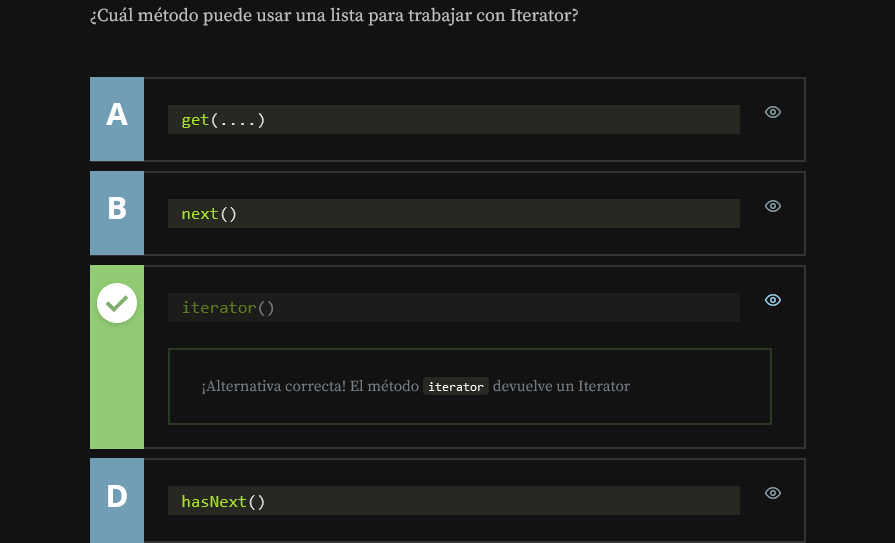 ¿Cuál método puede usar una lista para trabajar con Iterator?
A
get(....)
B
next()
iterator()
¡Alternativa correcta! El método iterator devuelve un Iterator
D
hasNext()